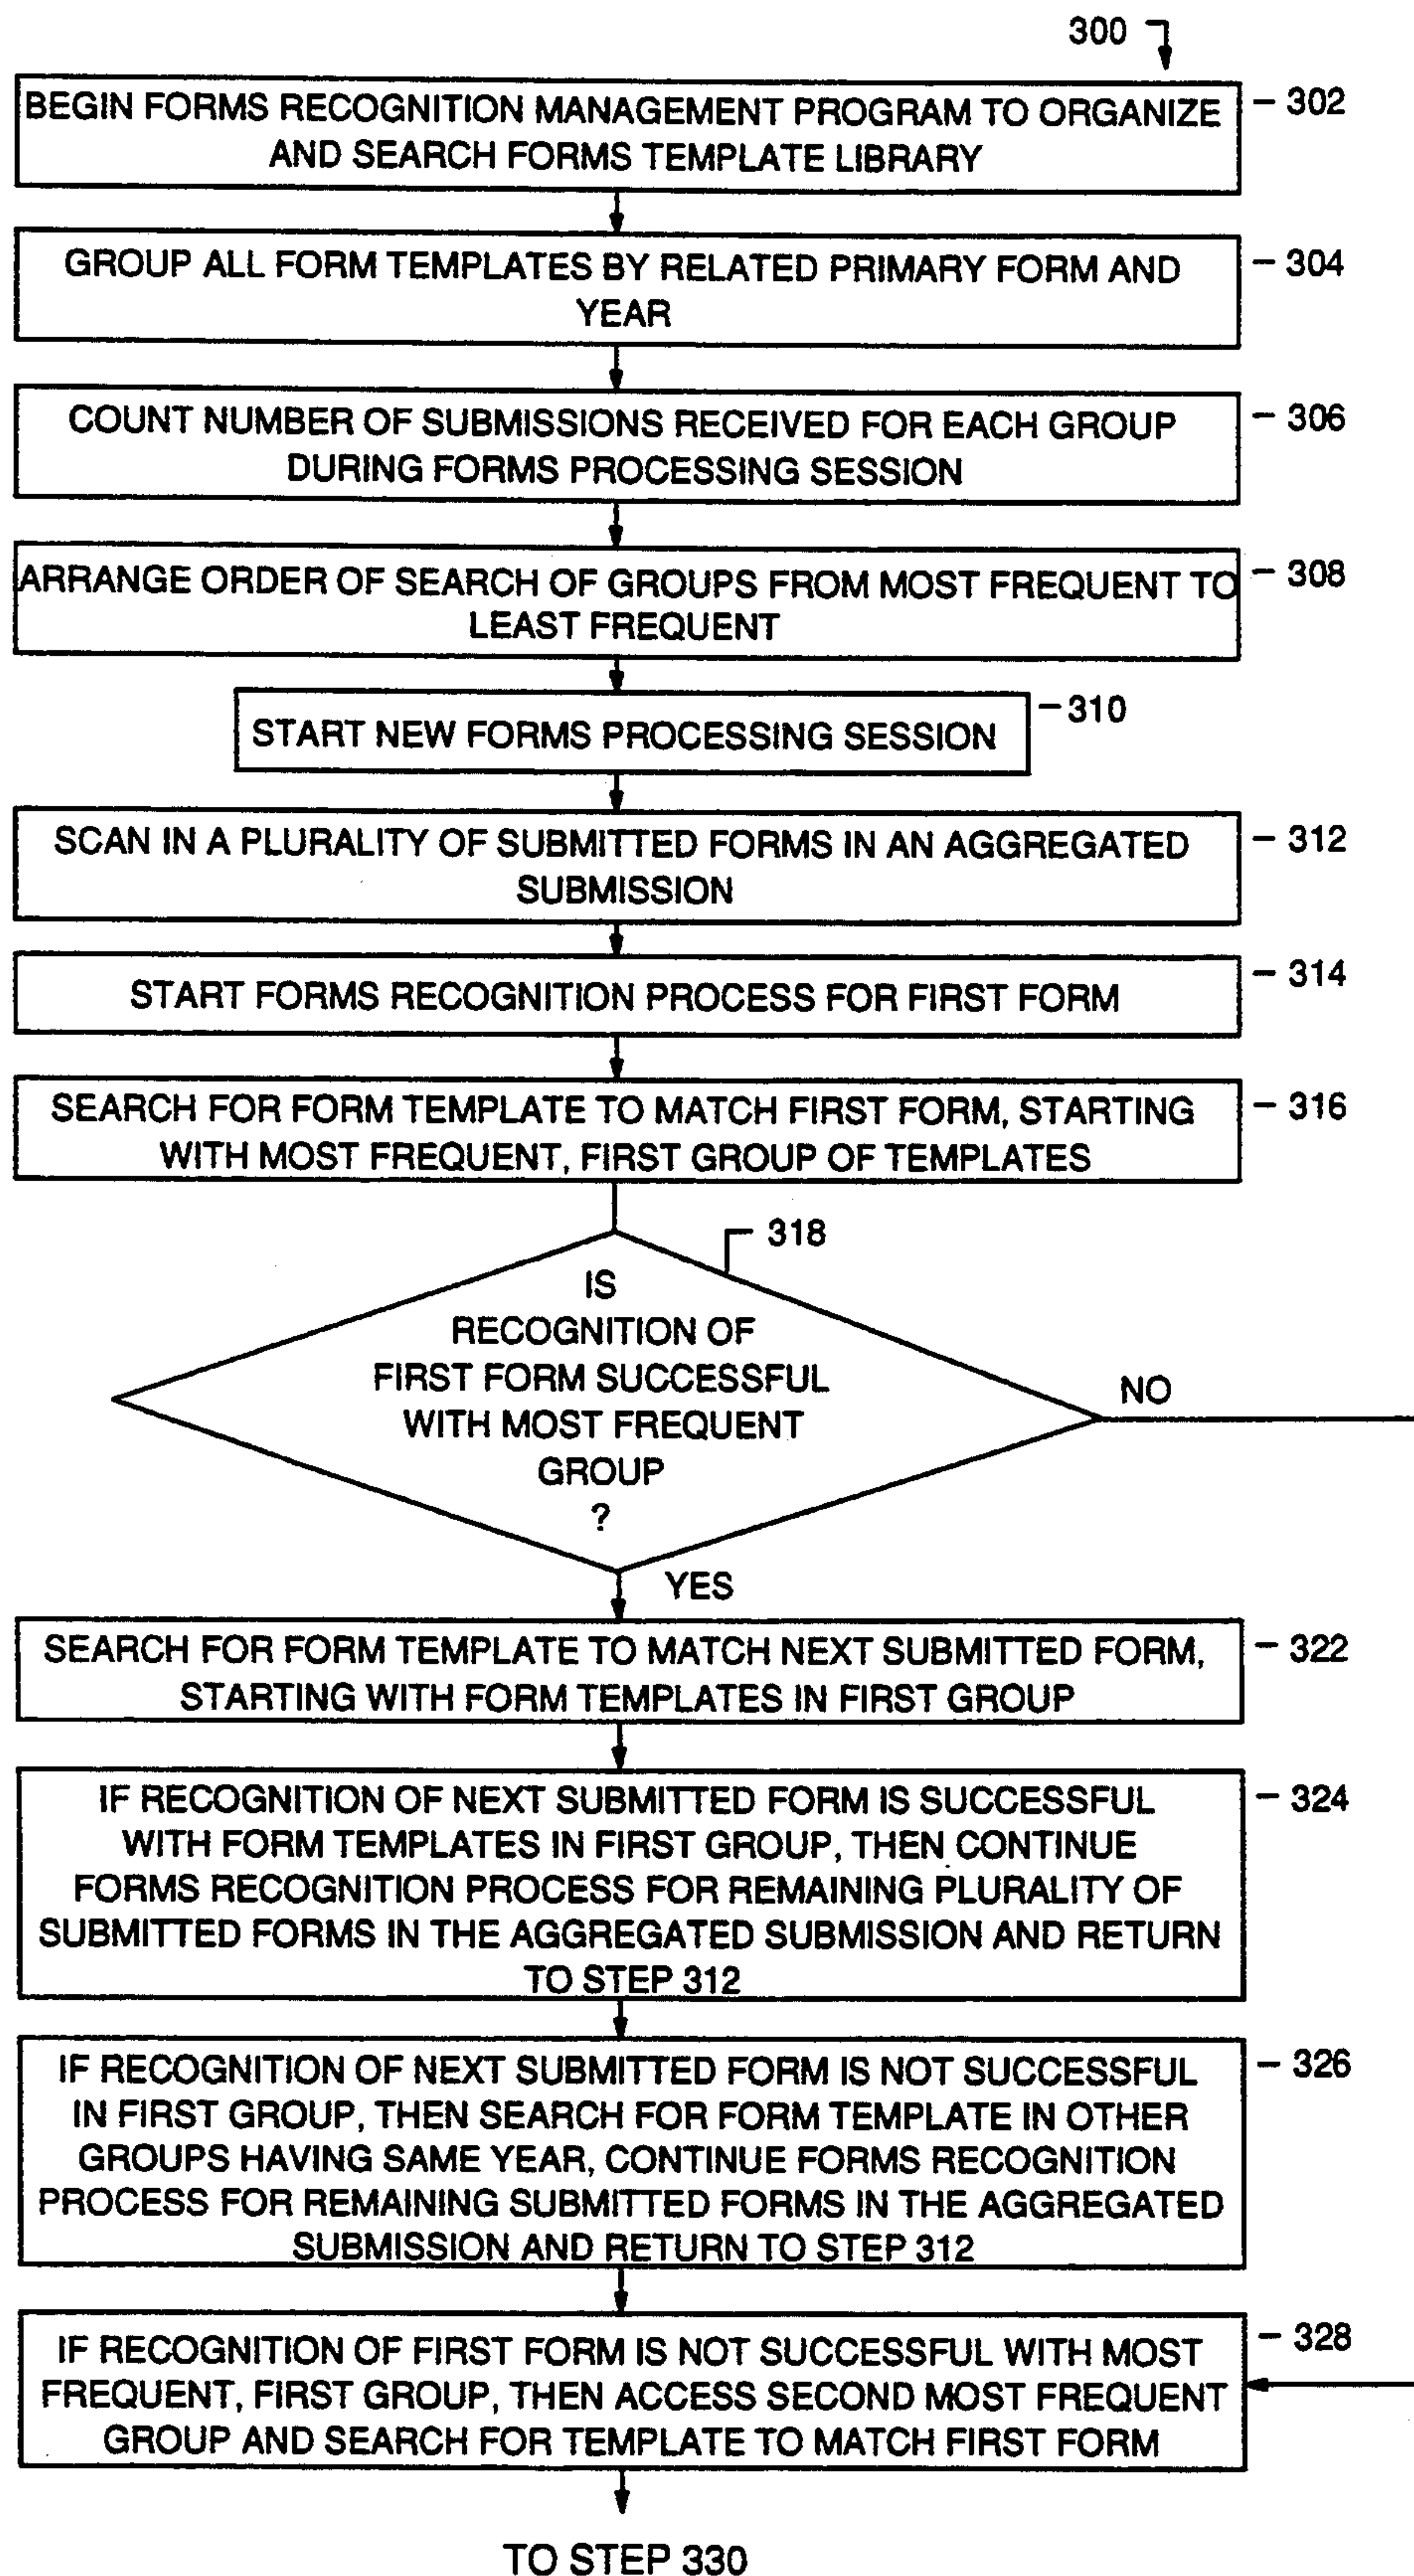 300
BEGIN FORMS RECOGNITION MANAGEMENT PROGRAM TO ORGANIZE
AND SEARCH FORMS TEMPLATE LIBRARY
302
GROUP ALL FORM TEMPLATES BY RELATED PRIMARY FORM AND
YEAR
304
COUNT NUMBER OF SUBMISSIONS RECEIVED FOR EACH GROUP
DURING FORMS PROCESSING SESSION
306
ARRANGE ORDER OF SEARCH OF GROUPS FROM MOST FREQUENT TO
LEAST FREQUENT
308
START NEW FORMS PROCESSING SESSION
310
SCAN IN A PLURALITY OF SUBMITTED FORMS IN AN AGGREGATED
SUBMISSION
312
START FORMS RECOGNITION PROCESS FOR FIRST FORM
314
SEARCH FOR FORM TEMPLATE TO MATCH FIRST FORM, STARTING
WITH MOST FREQUENT, FIRST GROUP OF TEMPLATES
316
318
IS
RECOGNITION OF
FIRST FORM SUCCESSFUL
WITH MOST FREQUENT
GROUP
?
NO
YES
SEARCH FOR FORM TEMPLATE TO MATCH NEXT SUBMITTED FORM,
STARTING WITH FORM TEMPLATES IN FIRST GROUP
322
IF RECOGNITION OF NEXT SUBMITTED FORM IS SUCCESSFUL
WITH FORM TEMPLATES IN FIRST GROUP, THEN CONTINUE
FORMS RECOGNITION PROCESS FOR REMAINING PLURALITY OF
SUBMITTED FORMS IN THE AGGREGATED SUBMISSION AND RETURN
TO STEP 312
324
IF RECOGNITION OF NEXT SUBMITTED FORM IS NOT SUCCESSFUL
IN FIRST GROUP, THEN SEARCH FOR FORM TEMPLATE IN OTHER
GROUPS HAVING SAME YEAR, CONTINUE FORMS RECOGNITION
PROCESS FOR REMAINING SUBMITTED FORMS IN THE AGGREGATED
SUBMISSION AND RETURN TO STEP 312
326
IF RECOGNITION OF FIRST FORM IS NOT SUCCESSFUL WITH MOST
FREQUENT, FIRST GROUP, THEN ACCESS SECOND MOST FREQUENT
GROUP AND SEARCH FOR TEMPLATE TO MATCH FIRST FORM
328
TO STEP 330